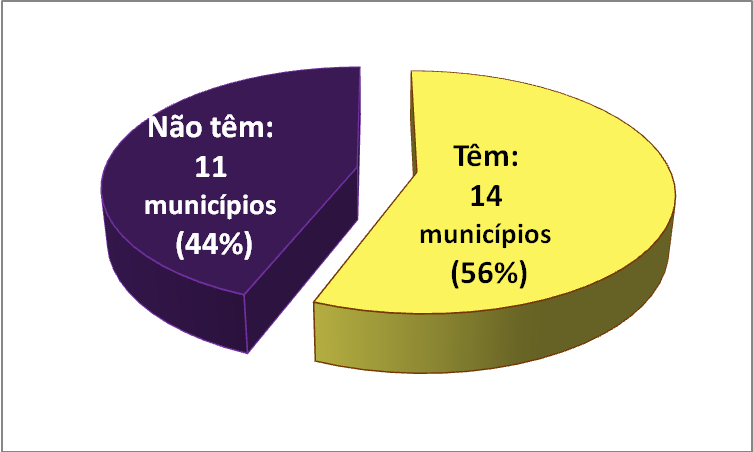 Não têm:
11
municípios
(44%)
Têm:
14
municípios
(56%)